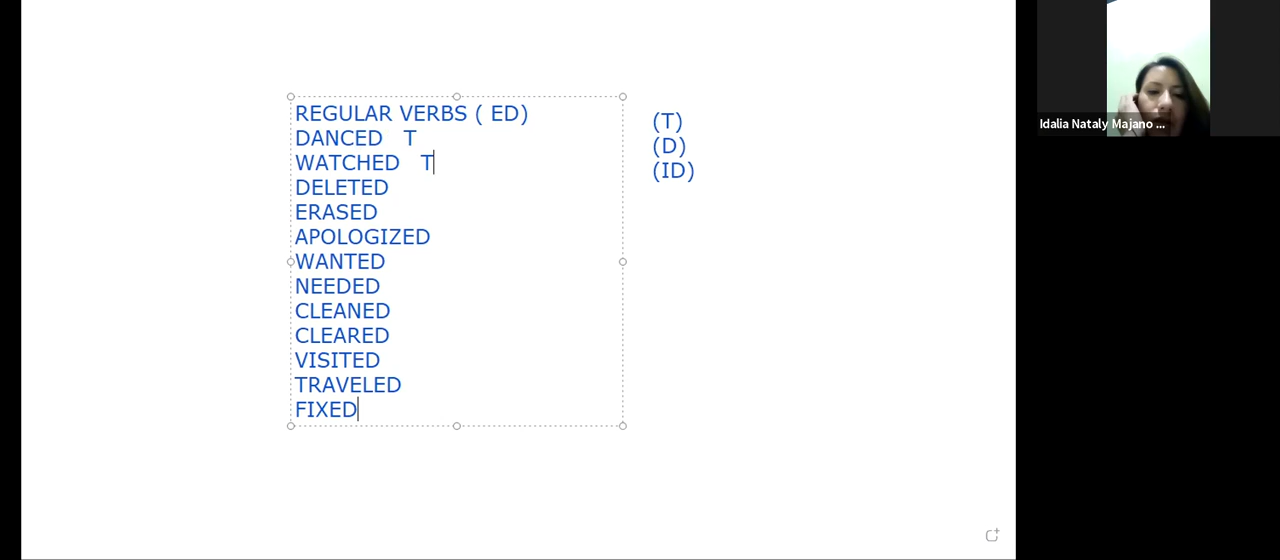 REGULAR VERBS ( ED)
DANCED T
WATCHED T
DELETED
ERASED
APOLOGIZED
WANTED
NEEDED
CLEANED
CLEARED
VISITED
TRAVELED
FIXED
(T)
(D)
(ID)
Idalia Nataly Majano ...